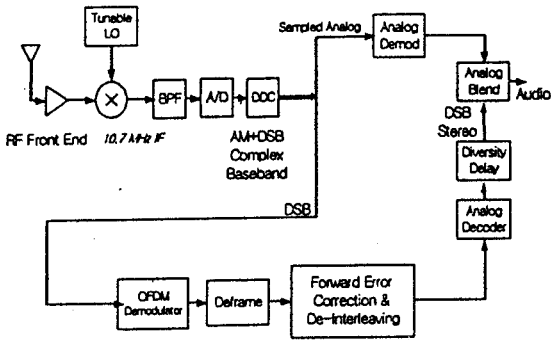 Tunable
LO
Sampled Analog
Analog
Demod
BPF
A/D
DDC
Analog
Blend
Audio
RF Front End
10.7 MHz IF
AM+DSB
Complex
Baseband
DSB
Stereo
Diversity
Delay
DSB
Analog
Decoder
OFDM
Demodulator
Deframe
Forward Error
Correction &
De-Interleaving